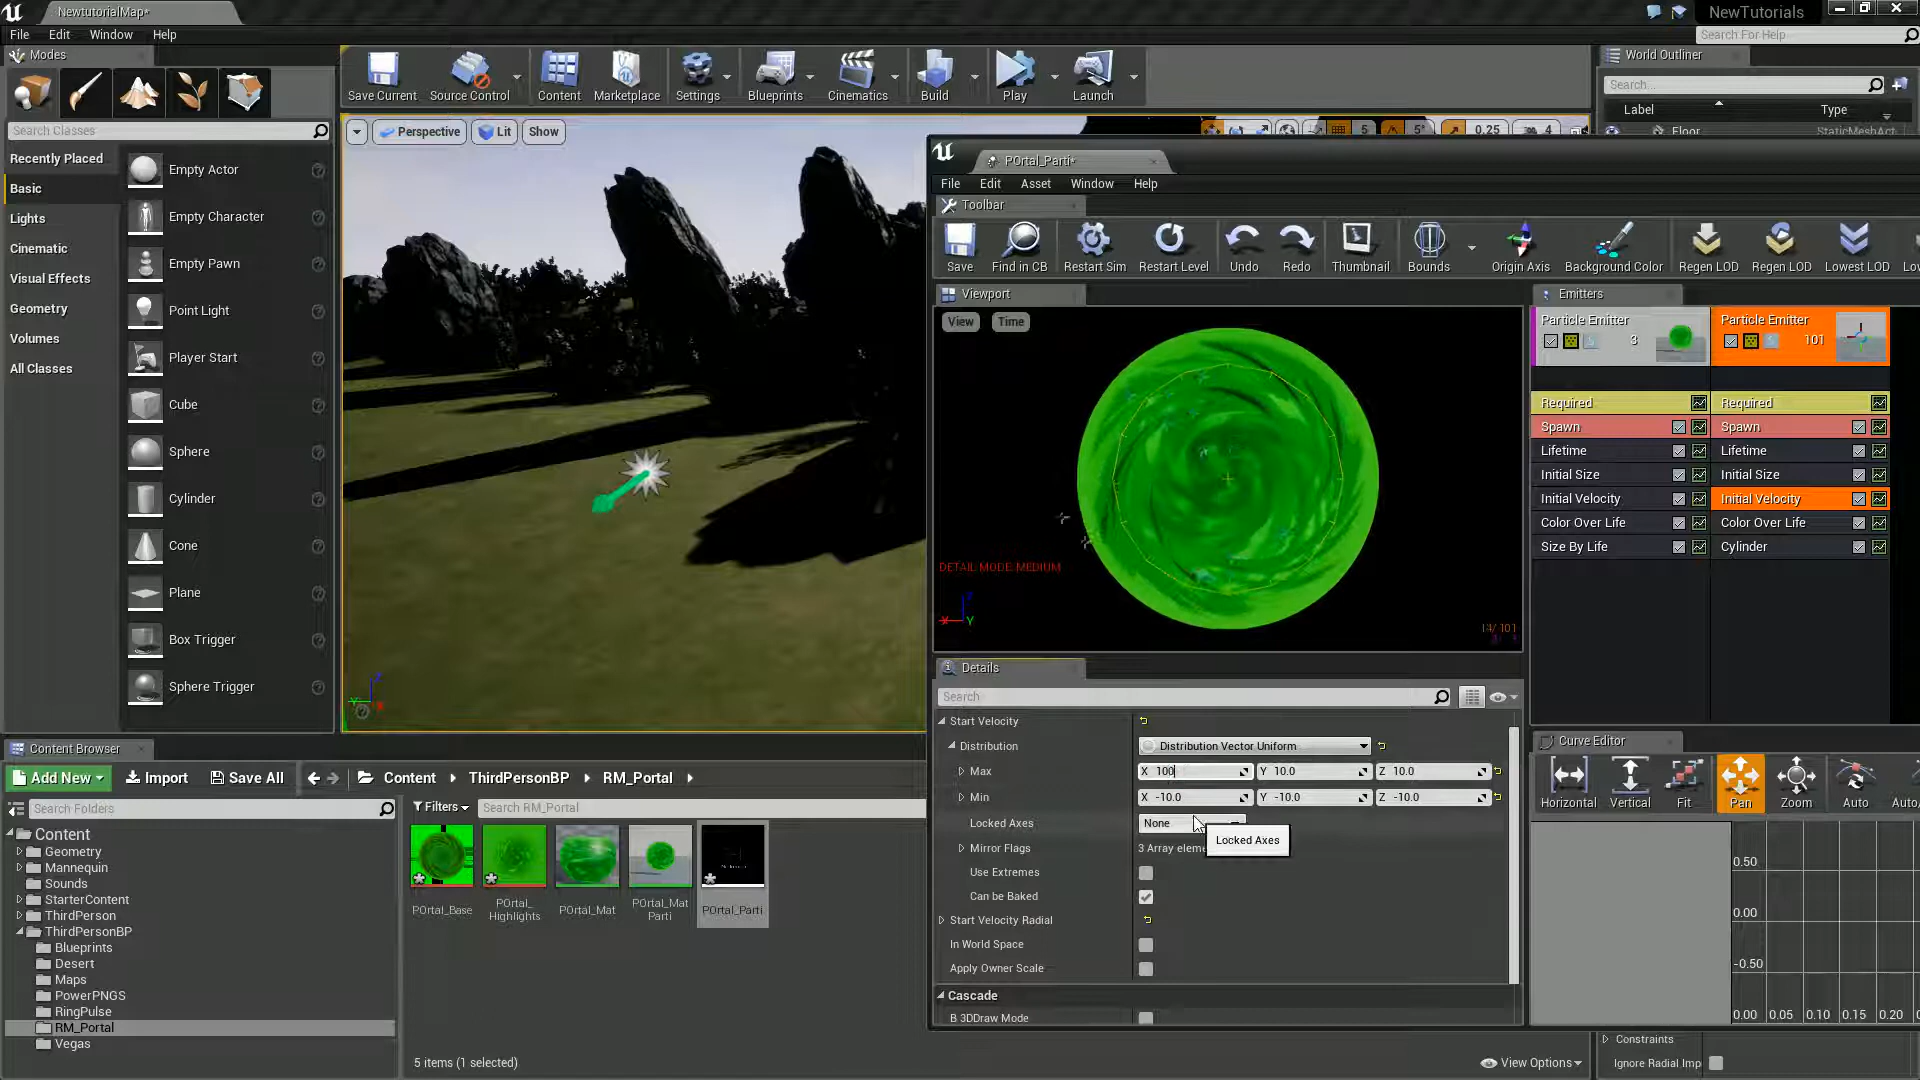 NewtutorialMap*
NewTutorials
File Edit Window Help
Search For Help
Modes
Save Current
Source Control
Content
Marketplace
Settings
Blueprints
Cinematics
Build
Play
Launch
World Outliner
Search...
Label Type
Floor StaticMeshAct
Search Classes
Recently Placed
Basic
Lights
Cinematic
Visual Effects
Geometry
Volumes
All Classes
Empty Actor
Empty Character
Empty Pawn
Point Light
Player Start
Cube
Sphere
Cylinder
Cone
Plane
Box Trigger
Sphere Trigger
Perspective Lit Show
5 5° 0.25 4
POrtal_Parti*
File Edit Asset Window Help
Toolbar
Save
Find in CB
Restart Sim
Restart Level
Undo
Redo
Thumbnail
Bounds
Origin Axis
Background Color
Regen LOD
Regen LOD
Lowest LOD
Viewport
View Time
DETAIL MODE: MEDIUM
X Y Z
14/ 101
Emitters
Particle Emitter 3
Particle Emitter 101
Required Required
Spawn Spawn
Lifetime Lifetime
Initial Size Initial Size
Initial Velocity Initial Velocity
Color Over Life Color Over Life
Size By Life Cylinder
Details
Search
Start Velocity
Distribution Distribution Vector Uniform
Max X 100 Y 10.0 Z 10.0
Min X -10.0 Y -10.0 Z -10.0
Locked Axes None
Locked Axes
Mirror Flags 3 Array eleme
Use Extremes
Can be Baked
Start Velocity Radial
In World Space
Apply Owner Scale
Cascade
B 3DDraw Mode
Curve Editor
Horizontal
Vertical
Fit
Pan
Zoom
Auto
Auto/
0.50
0.00
-0.50
0.00 0.05 0.10 0.15 0.20
Constraints
Ignore Radial Imp
Content Browser
Add New Import Save All
Content ThirdPersonBP RM_Portal
Search Folders
Filters Search RM_Portal
Content
Geometry
Mannequin
Sounds
StarterContent
ThirdPerson
ThirdPersonBP
Blueprints
Desert
Maps
PowerPNGS
RingPulse
RM_Portal
Vegas
POrtal_Base
POrtal_
Highlights
POrtal_Mat
POrtal_Mat
Parti
POrtal_Parti
5 items (1 selected)
View Options